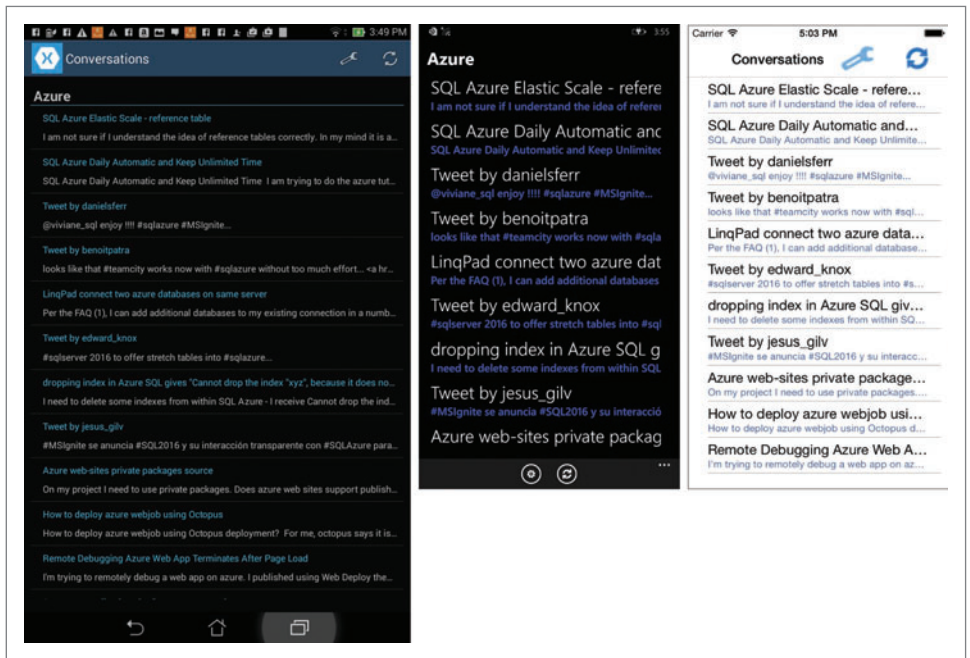 3:49 PM
Conversations
Azure
SQL Azure Elastic Scale - reference table
I am not sure if I understand the idea of reference tables correctly. In my mind it is a...
SQL Azure Daily Automatic and Keep Unlimited Time
SQL Azure Daily Automatic and Keep Unlimited Time I am trying to do the azure tut...
Tweet by danielsferr
@viviane_sql enjoy !!!! #sqlazure #MSIgnite...
Tweet by benoitpatra
looks like that #teamcity works now with #sqlazure without too much effort... <a hr...
LinqPad connect two azure databases on same server
Per the FAQ (1), I can add additional databases to my existing connection in a numb...
Tweet by edward_knox
#sqlserver 2016 to offer stretch tables into #sqlazure...
dropping index in Azure SQL gives "Cannot drop the index "xyz", because it does no...
I need to delete some indexes from within SQL Azure - I receive Cannot drop the ind...
Tweet by jesus_gilv
#MSIgnite se anuncia #SQL2016 y su interacción transparente con #SQLAzure para...
Azure web-sites private packages source
On my project I need to use private packages. Does azure web sites support publish...
How to deploy azure webjob using Octopus
How to deploy azure webjob using Octopus deployment? For me, octopus says it is...
Remote Debugging Azure Web App Terminates After Page Load
I'm trying to remotely debug a web app on azure. I published using Web Deploy the...
3:55
Azure
SQL Azure Elastic Scale - refere
I am not sure if I understand the idea of referer
SQL Azure Daily Automatic anc
SQL Azure Daily Automatic and Keep Unlimitec
Tweet by danielsferr
@viviane_sql enjoy !!!! #sqlazure #MSIgnite...
Tweet by benoitpatra
looks like that #teamcity works now with #sqla
LinqPad connect two azure dat
Per the FAQ (1), I can add additional databases
Tweet by edward_knox
#sqlserver 2016 to offer stretch tables into #sql
dropping index in Azure SQL g
I need to delete some indexes from within SQL
Tweet by jesus_gilv
#MSIgnite se anuncia #SQL2016 y su interacció
Azure web-sites private packag
Carrier 5:03 PM
Conversations
SQL Azure Elastic Scale - refere...
I am not sure if I understand the idea of refere...
SQL Azure Daily Automatic and...
SQL Azure Daily Automatic and Keep Unlimited...
Tweet by danielsferr
@viviane_sql enjoy !!!! #sqlazure #MSIgnite...
Tweet by benoitpatra
looks like that #teamcity works now with #sql...
LinqPad connect two azure data...
Per the FAQ (1), I can add additional database...
Tweet by edward_knox
#sqlserver 2016 to offer stretch tables into #s...
dropping index in Azure SQL giv...
I need to delete some indexes from within SQ...
Tweet by jesus_gilv
#MSIgnite se anuncia #SQL2016 y su interacc...
Azure web-sites private package...
On my project I need to use private packages....
How to deploy azure webjob usi...
How to deploy azure webjob using Octopus d...
Remote Debugging Azure Web A...
I'm trying to remotely debug a web app on az...